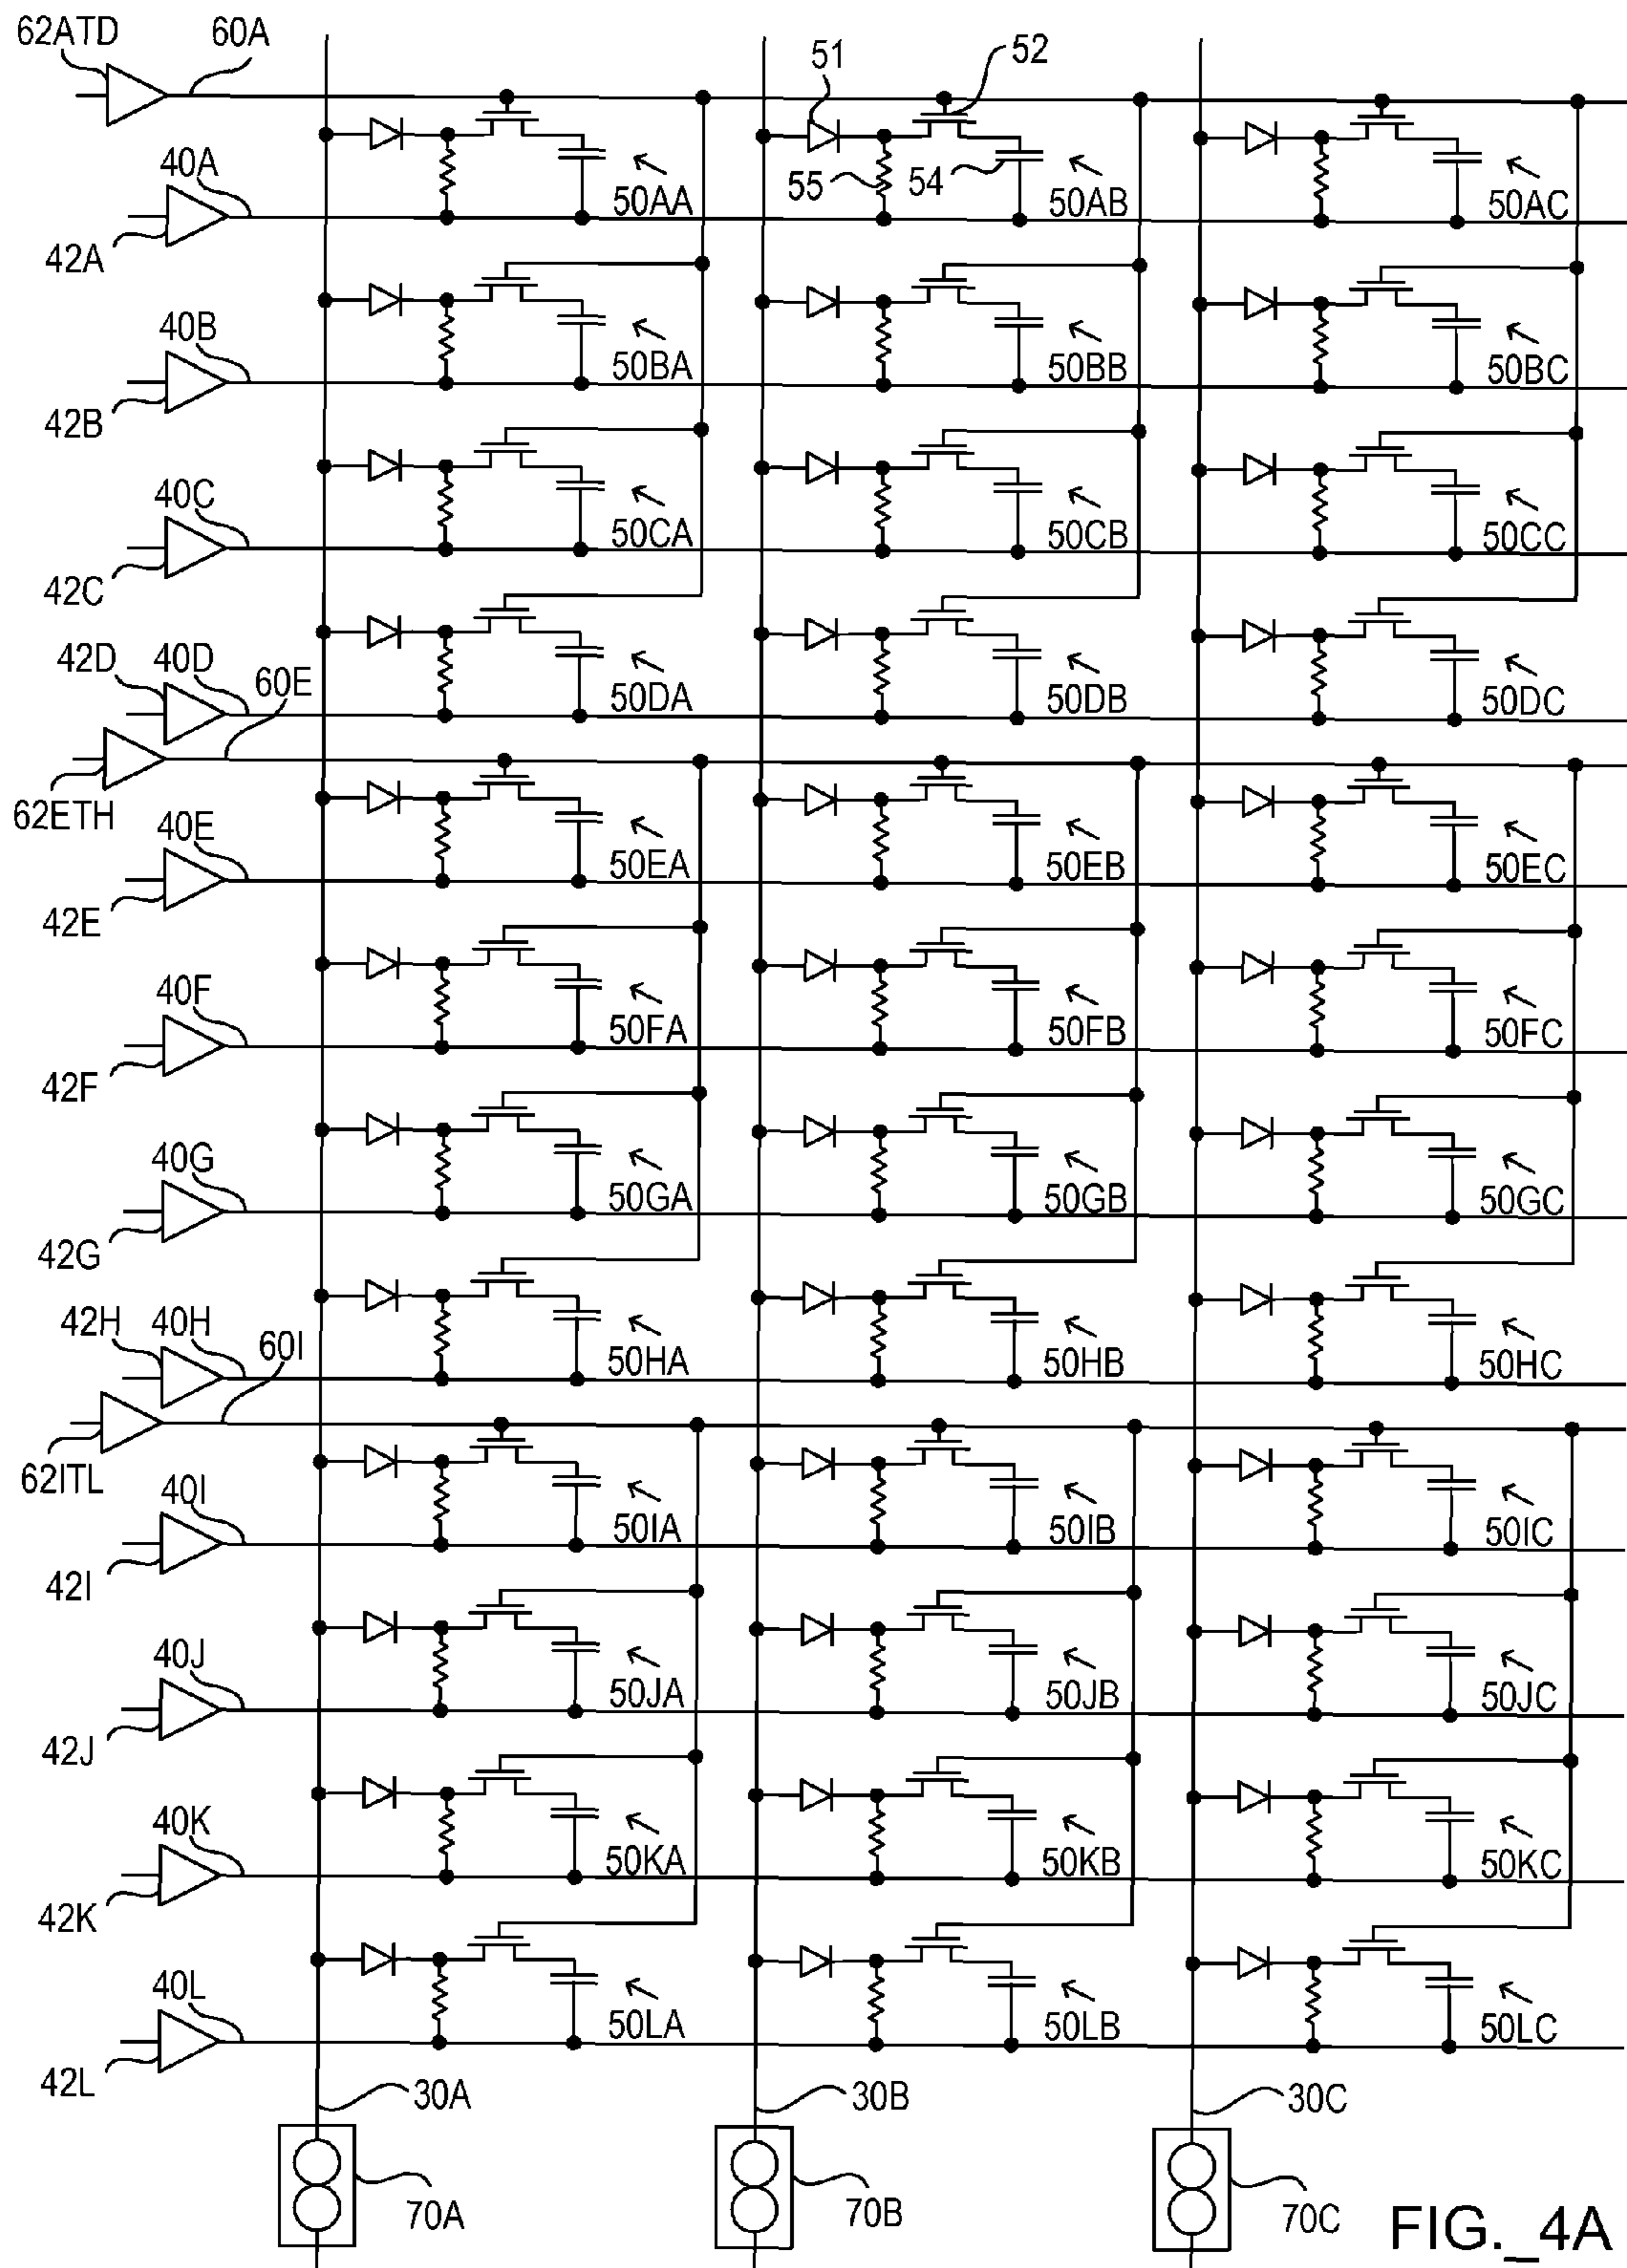 62ATD 60A 51 52
40A 55 54
50AA 50AB 50AC
42A
40B
50BA 50BB 50BC
42B
40C
50CA 50CB 50CC
42C
42D 40D 60E
50DA 50DB 50DC
62ETH 40E
50EA 50EB 50EC
42E
40F
50FA 50FB 50FC
42F
40G
50GA 50GB 50GC
42G
42H 40H 60I
50HA 50HB 50HC
62ITL 40I
50IA 50IB 50IC
42I
40J
50JA 50JB 50JC
42J
40K
50KA 50KB 50KC
42K
40L
50LA 50LB 50LC
42L
30A 30B 30C
70A 70B 70C
FIG._4A